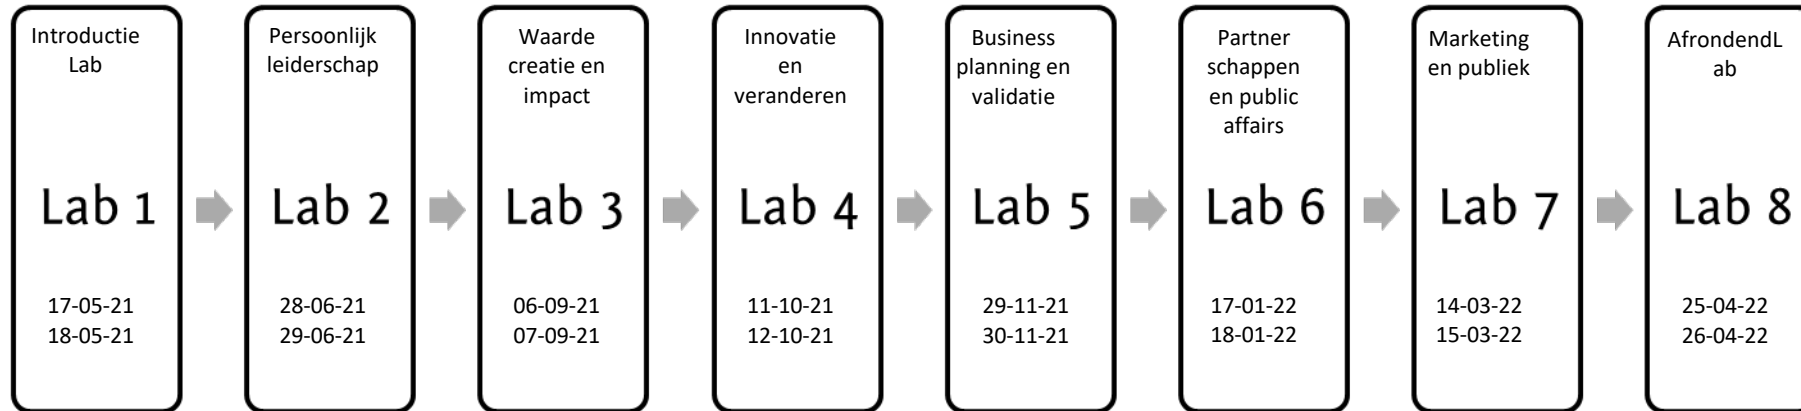 Introductie
Lab
Lab 1
17-05-21
18-05-21
Persoonlijk
leiderschap
Lab 2
28-06-21
29-06-21
Waarde
creatie en
impact
Lab 3
06-09-21
07-09-21
Innovatie
en
veranderen
Lab 4
11-10-21
12-10-21
Business
planning en
validatie
Lab 5
29-11-21
30-11-21
Partner
schappen
en public
affairs
Lab 6
17-01-22
18-01-22
Marketing
en publiek
Lab 7
14-03-22
15-03-22
AfrondendL
ab
Lab 8
25-04-22
26-04-22